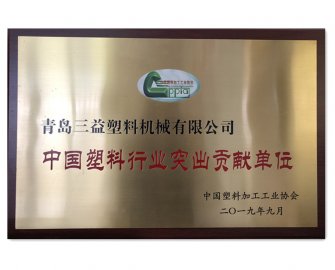 青岛三益塑料机械有限公司
中国塑料行业突出贡献单位
中国塑料加工工业协会
二〇一九年九月